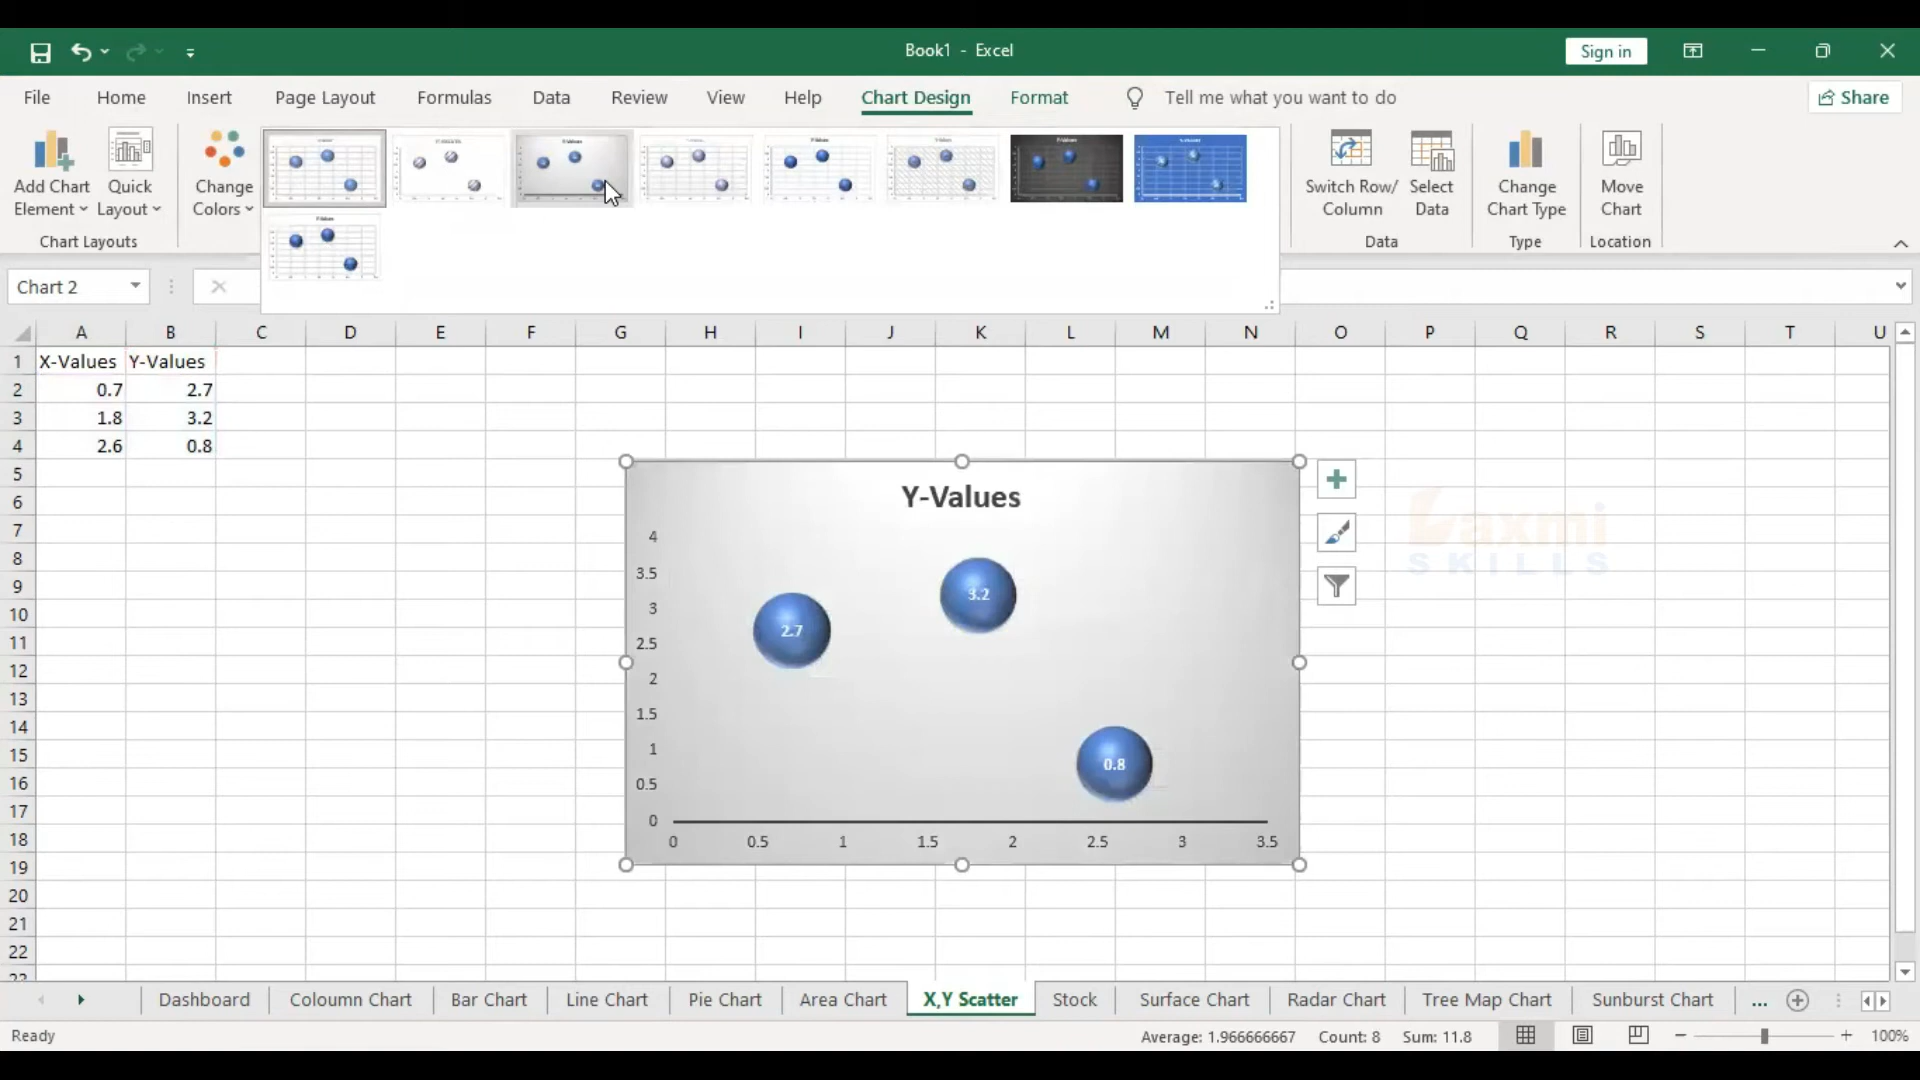 Book1 - Excel
Sign in
File Home Insert Page Layout Formulas Data Review View Help Chart Design Format Tell me what you want to do Share
Add Chart Element
Quick Layout
Chart Layouts
Change Colors
Switch Row/ Column
Select Data
Data
Change Chart Type
Type
Move Chart
Location
Chart 2
A B C D E F G H I J K L M N O P Q R S T U
1 X-Values Y-Values
2 0.7 2.7
3 1.8 3.2
4 2.6 0.8
5
6
7
8
9
10
11
12
13
14
15
16
17
18
19
20
21
22
23
Y-Values
4
3.5
3
2.5
2
1.5
1
0.5
0
2.7
3.2
0.8
0 0.5 1 1.5 2 2.5 3 3.5
Laxmi
SKILLS
Dashboard Coloumn Chart Bar Chart Line Chart Pie Chart Area Chart X,Y Scatter Stock Surface Chart Radar Chart Tree Map Chart Sunburst Chart ...
Ready Average: 1.966666667 Count: 8 Sum: 11.8 100%